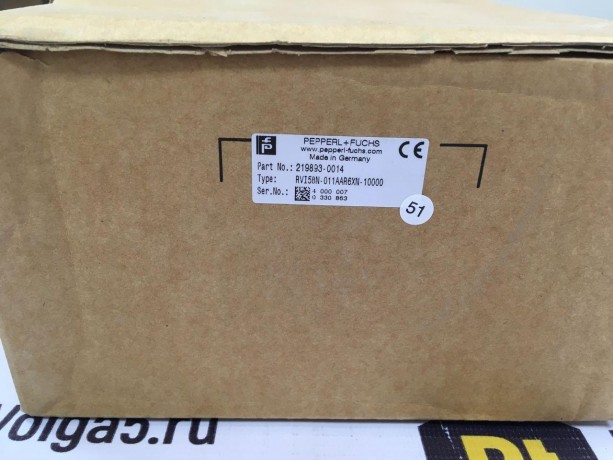 PEPPERL+FUCHS
www.pepperl-fuchs.com
Made in Germany
CE
Part No.: 219893-0014
Type: RVI58N-011AAR6XN-10000
Ser.No.: 4 000 007
0 330 863
51
volga5.ru